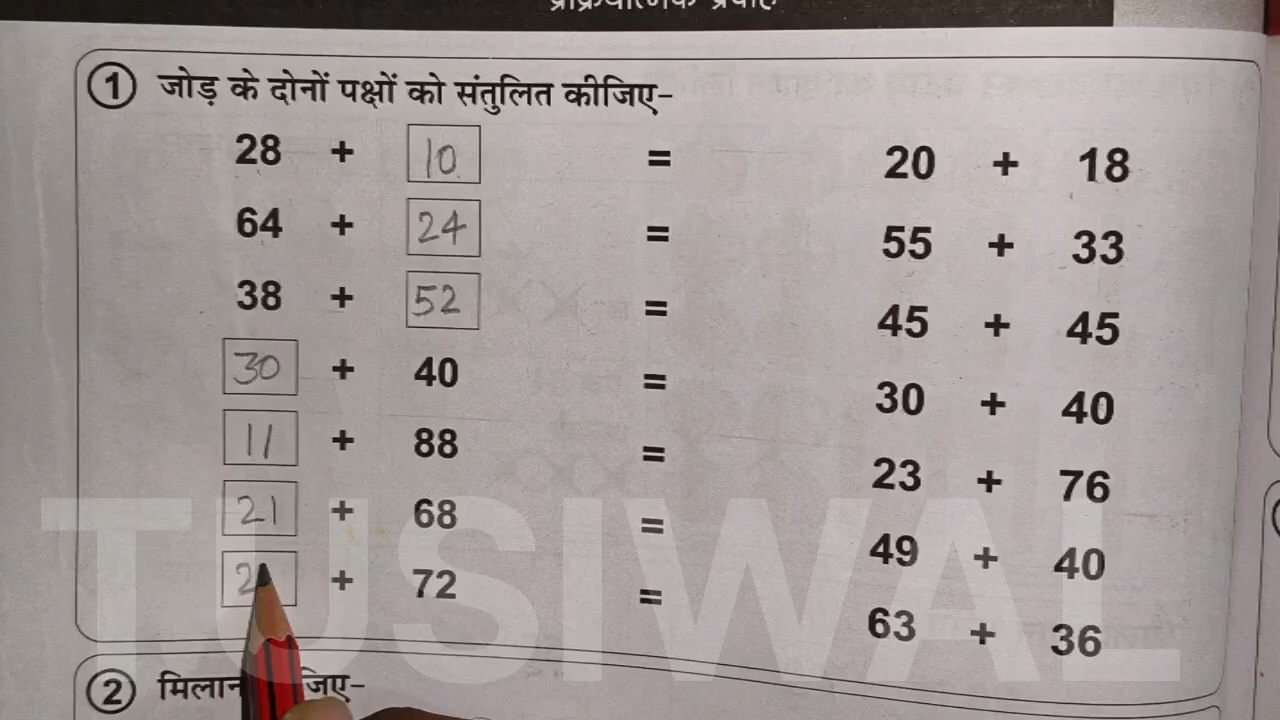 ① जोड़ के दोनों पक्षों को संतुलित कीजिए-
28 + 10 = 20 + 18
64 + 24 = 55 + 33
38 + 52 = 45 + 45
30 + 40 = 30 + 40
11 + 88 = 23 + 76
21 + 68 = 49 + 40
2 + 72 = 63 + 36
② मिलान जिए-
TUSIWAL